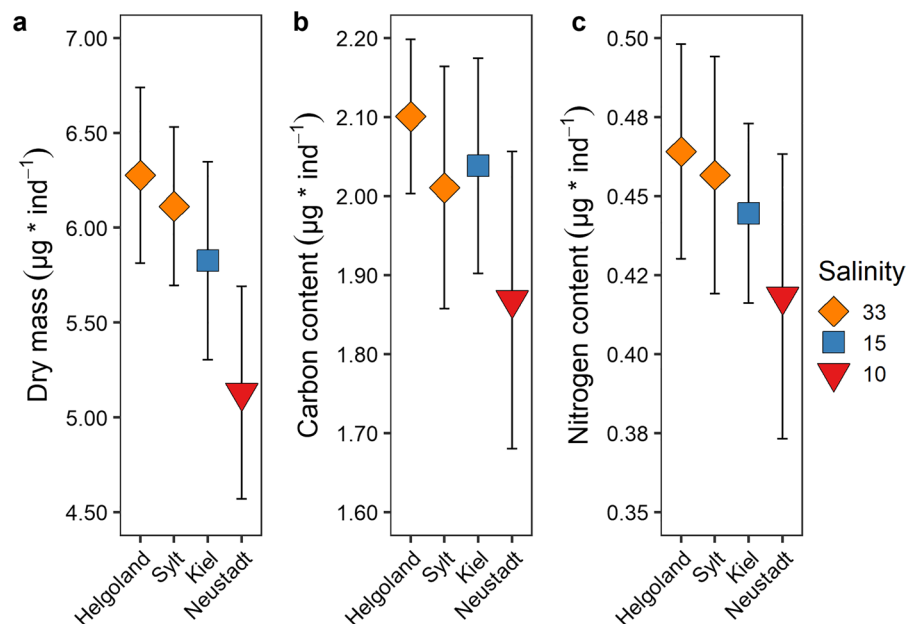 a
7.00
6.50
6.00
5.50
5.00
4.50
Dry mass (µg * ind⁻¹)
Helgoland
Sylt
Kiel
Neustadt
b
2.20
2.10
2.00
1.90
1.80
1.70
1.60
Carbon content (µg * ind⁻¹)
Helgoland
Sylt
Kiel
Neustadt
c
0.50
0.48
0.45
0.42
0.40
0.38
0.35
Nitrogen content (µg * ind⁻¹)
Helgoland
Sylt
Kiel
Neustadt
Salinity
33
15
10